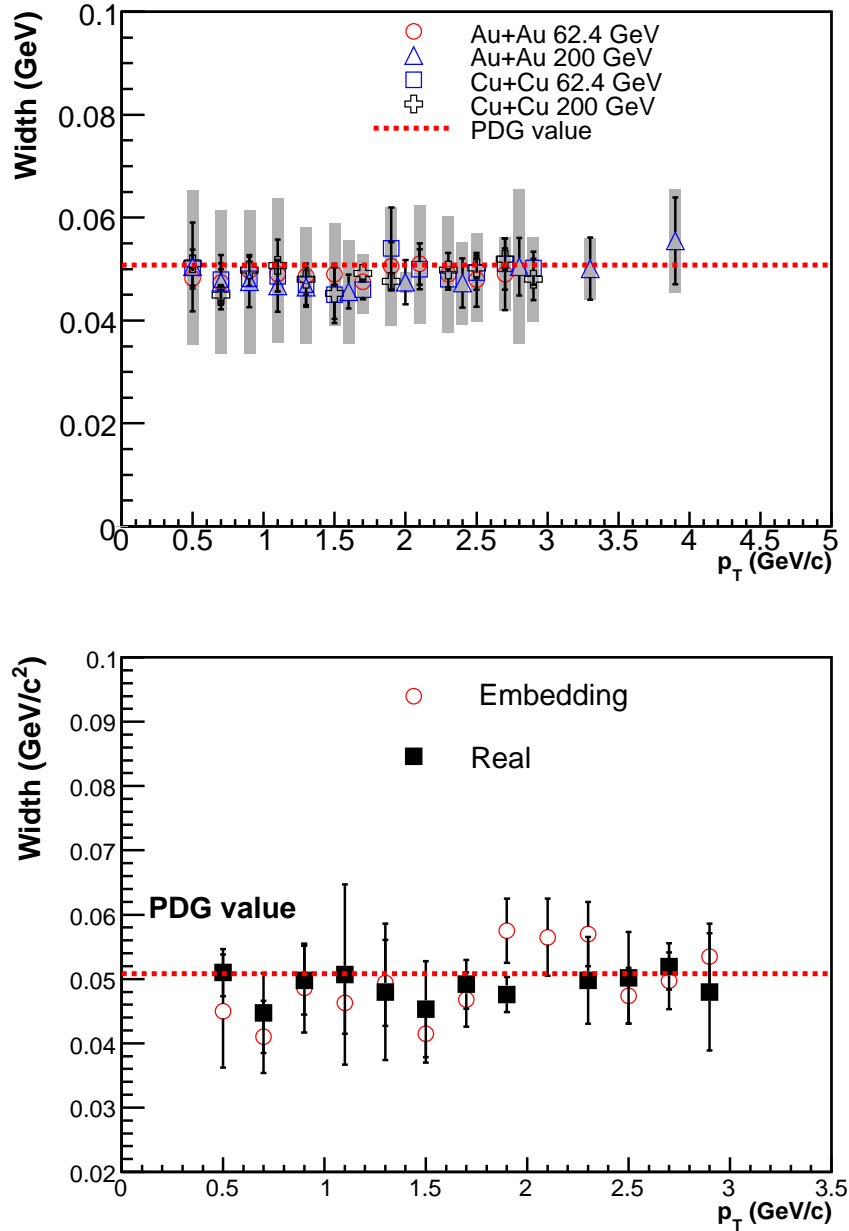 0.1
Au+Au 62.4 GeV
Au+Au 200 GeV
Cu+Cu 62.4 GeV
Cu+Cu 200 GeV
PDG value
Width (GeV)
0.08
0.06
0.04
0.02
0
0 0.5 1 1.5 2 2.5 3 3.5 4 4.5 5
p_T (GeV/c)
0.1
Embedding
Real
Width (GeV/c²)
0.09
0.08
0.07
0.06
PDG value
0.05
0.04
0.03
0.02
0 0.5 1 1.5 2 2.5 3 3.5
p_T (GeV/c)